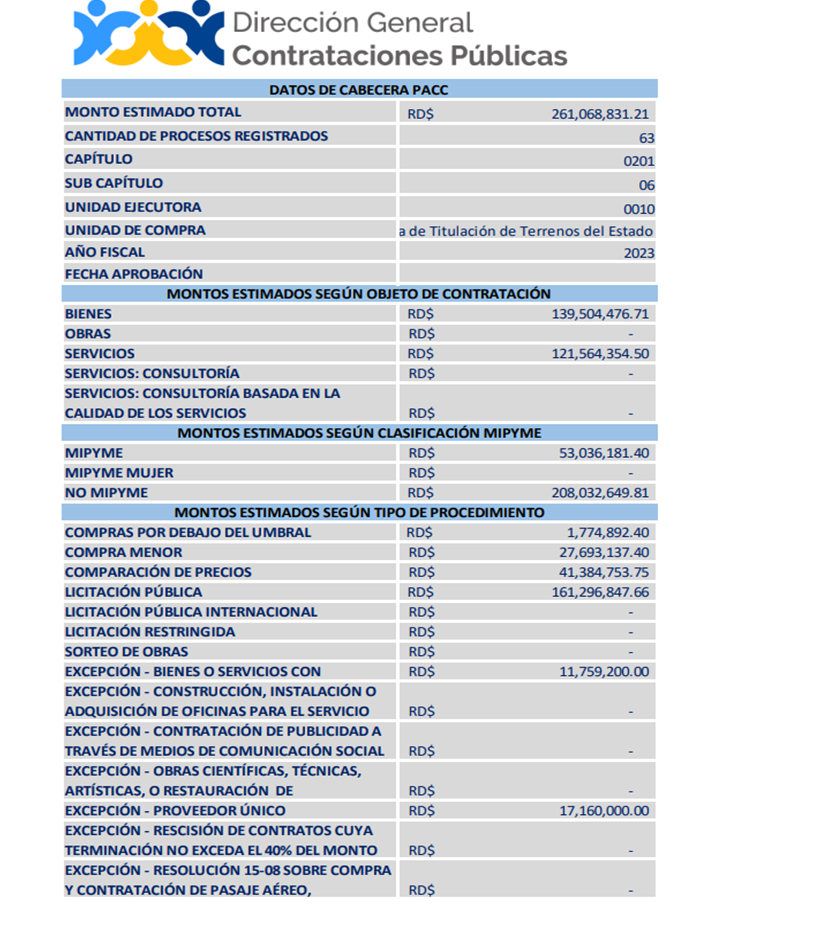 Dirección General
Contrataciones Públicas
DATOS DE CABECERA PACC
MONTO ESTIMADO TOTAL RD$ 261,068,831.21
CANTIDAD DE PROCESOS REGISTRADOS 63
CAPÍTULO 0201
SUB CAPÍTULO 06
UNIDAD EJECUTORA 0010
UNIDAD DE COMPRA a de Titulación de Terrenos del Estado
AÑO FISCAL 2023
FECHA APROBACIÓN
MONTOS ESTIMADOS SEGÚN OBJETO DE CONTRATACIÓN
BIENES RD$ 139,504,476.71
OBRAS RD$ -
SERVICIOS RD$ 121,564,354.50
SERVICIOS: CONSULTORÍA RD$ -
SERVICIOS: CONSULTORÍA BASADA EN LA
CALIDAD DE LOS SERVICIOS RD$ -
MONTOS ESTIMADOS SEGÚN CLASIFICACIÓN MIPYME
MIPYME RD$ 53,036,181.40
MIPYME MUJER RD$ -
NO MIPYME RD$ 208,032,649.81
MONTOS ESTIMADOS SEGÚN TIPO DE PROCEDIMIENTO
COMPRAS POR DEBAJO DEL UMBRAL RD$ 1,774,892.40
COMPRA MENOR RD$ 27,693,137.40
COMPARACIÓN DE PRECIOS RD$ 41,384,753.75
LICITACIÓN PÚBLICA RD$ 161,296,847.66
LICITACIÓN PÚBLICA INTERNACIONAL RD$ -
LICITACIÓN RESTRINGIDA RD$ -
SORTEO DE OBRAS RD$ -
EXCEPCIÓN - BIENES O SERVICIOS CON RD$ 11,759,200.00
EXCEPCIÓN - CONSTRUCCIÓN, INSTALACIÓN O
ADQUISICIÓN DE OFICINAS PARA EL SERVICIO RD$ -
EXCEPCIÓN - CONTRATACIÓN DE PUBLICIDAD A
TRAVÉS DE MEDIOS DE COMUNICACIÓN SOCIAL RD$ -
EXCEPCIÓN - OBRAS CIENTÍFICAS, TÉCNICAS,
ARTÍSTICAS, O RESTAURACIÓN DE RD$ -
EXCEPCIÓN - PROVEEDOR ÚNICO RD$ 17,160,000.00
EXCEPCIÓN - RESCISIÓN DE CONTRATOS CUYA
TERMINACIÓN NO EXCEDA EL 40% DEL MONTO RD$ -
EXCEPCIÓN - RESOLUCIÓN 15-08 SOBRE COMPRA
Y CONTRATACIÓN DE PASAJE AÉREO, RD$ -